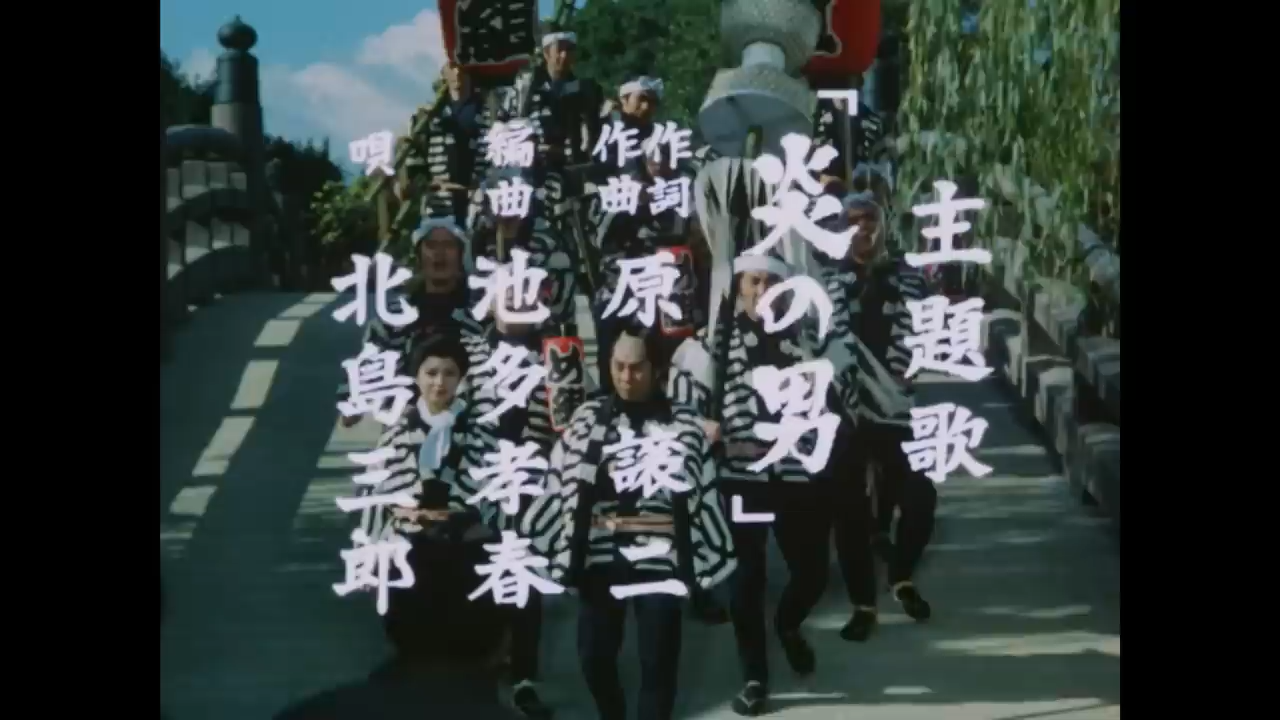 主題歌
「炎の男」
作詞
作曲 原譲二
編曲 池多孝春
唄 北島三郎
め